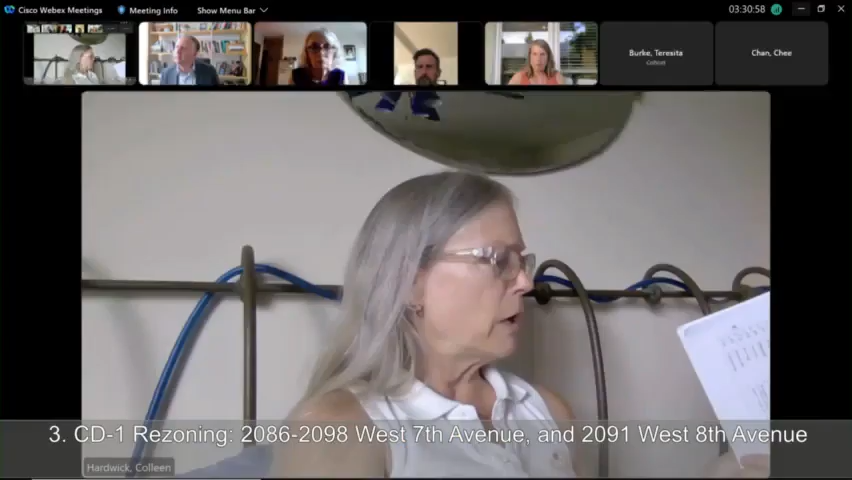 Cisco Webex Meetings
Meeting Info
Show Menu Bar
03:30:58
Burke, Teresita
Chan, Chee
3. CD-1 Rezoning: 2086-2098 West 7th Avenue, and 2091 West 8th Avenue
Hardwick, Colleen